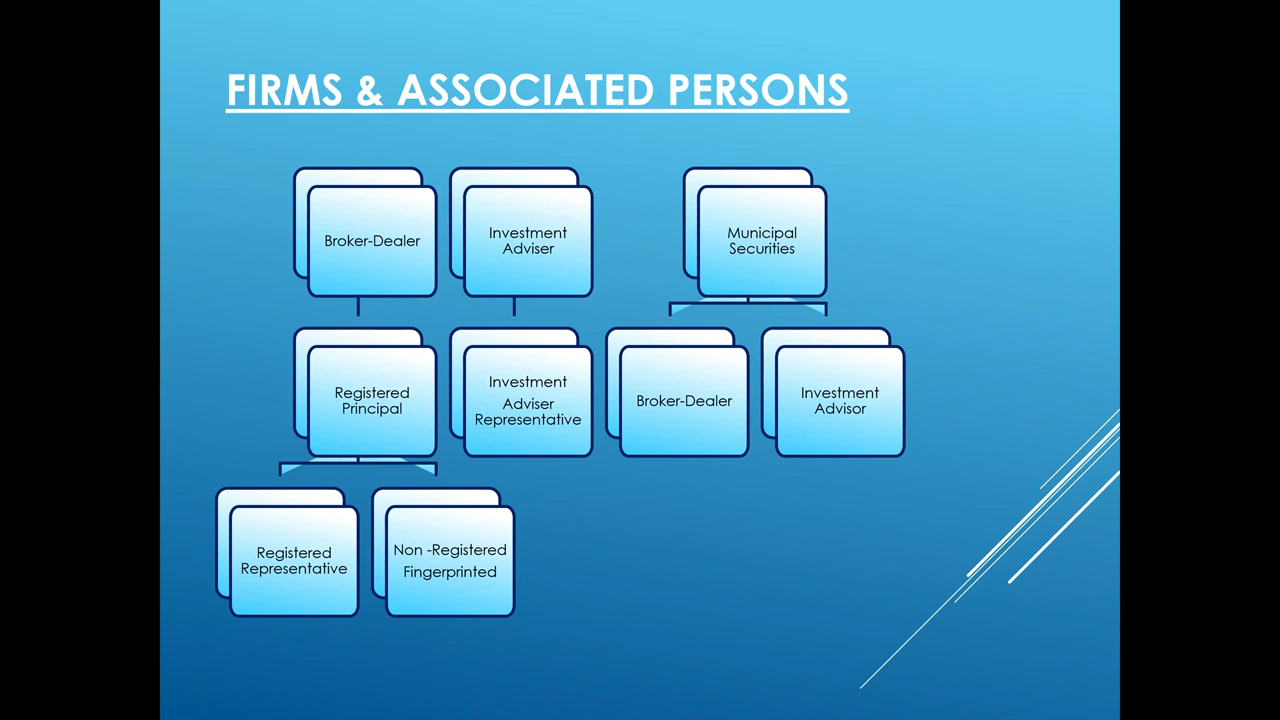 FIRMS & ASSOCIATED PERSONS
Broker-Dealer
Investment
Adviser
Municipal
Securities
Registered
Principal
Investment
Adviser
Representative
Broker-Dealer
Investment
Advisor
Registered
Representative
Non -Registered
Fingerprinted